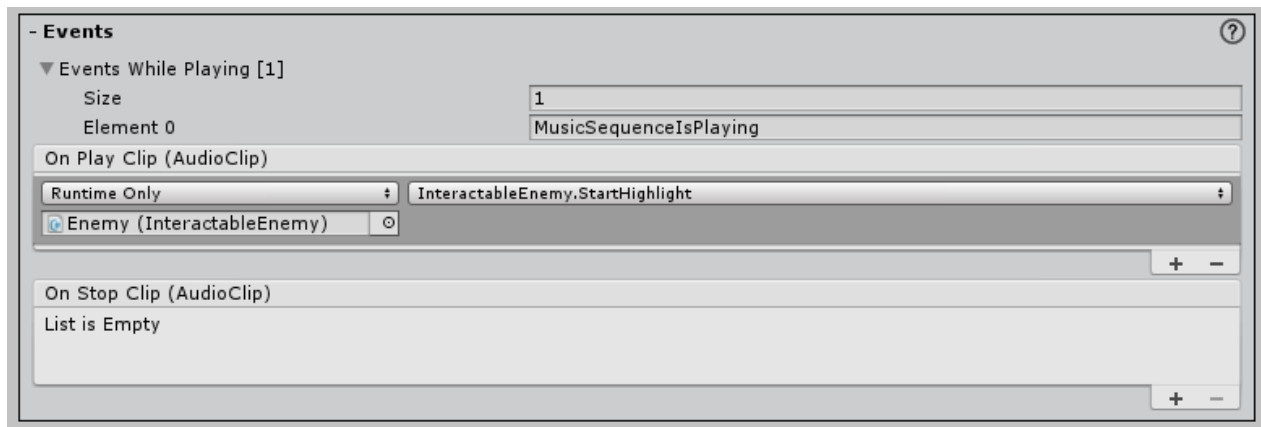 - Events ?
Events While Playing [1]
Size 1
Element 0 MusicSequenceIsPlaying
On Play Clip (AudioClip)
Runtime Only InteractableEnemy.StartHighlight
Enemy (InteractableEnemy)
+ −
On Stop Clip (AudioClip)
List is Empty
+ −